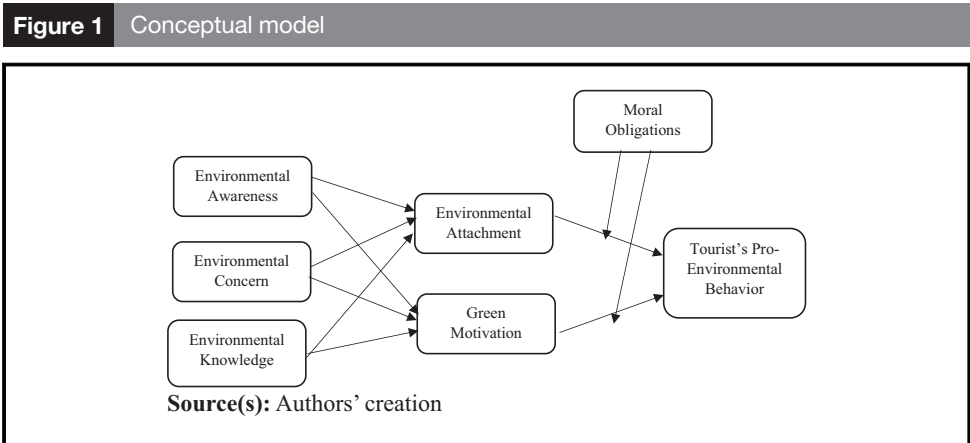 Figure 1 Conceptual model
Moral
Obligations
Environmental
Awareness
Environmental
Attachment
Environmental
Concern
Tourist's Pro-
Environmental
Behavior
Green
Motivation
Environmental
Knowledge
Source(s): Authors' creation